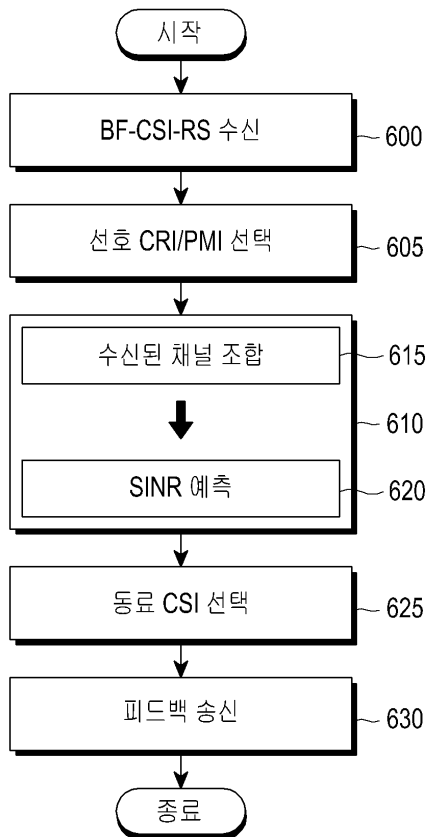 시작
BF-CSI-RS 수신
600
선호 CRI/PMI 선택
605
수신된 채널 조합
615
610
SINR 예측
620
동료 CSI 선택
625
피드백 송신
630
종료